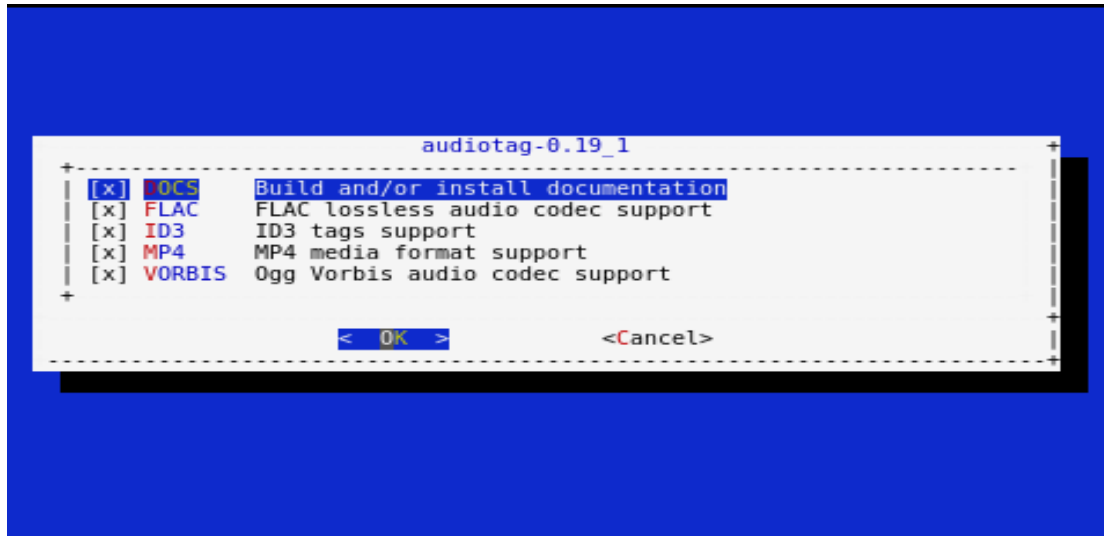 audiotag-0.19_1
[x] DOCS Build and/or install documentation
[x] FLAC FLAC lossless audio codec support
[x] ID3 ID3 tags support
[x] MP4 MP4 media format support
[x] VORBIS Ogg Vorbis audio codec support
< OK > <Cancel>